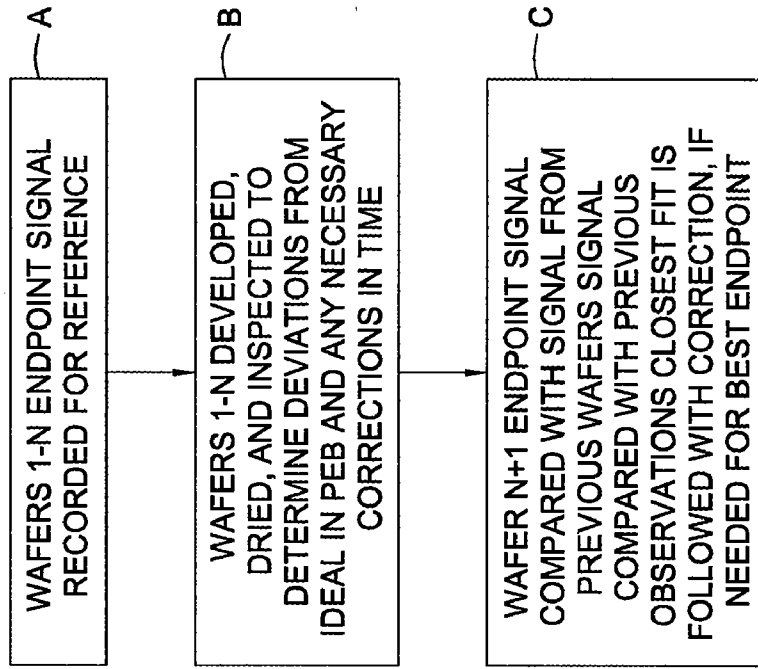 WAFERS 1-N ENDPOINT SIGNAL
RECORDED FOR REFERENCE
A
WAFERS 1-N DEVELOPED,
DRIED, AND INSPECTED TO
DETERMINE DEVIATIONS FROM
IDEAL IN PEB AND ANY NECESSARY
CORRECTIONS IN TIME
B
WAFER N+1 ENDPOINT SIGNAL
COMPARED WITH SIGNAL FROM
PREVIOUS WAFERS SIGNAL
COMPARED WITH PREVIOUS
OBSERVATIONS CLOSEST FIT IS
FOLLOWED WITH CORRECTION, IF
NEEDED FOR BEST ENDPOINT
C